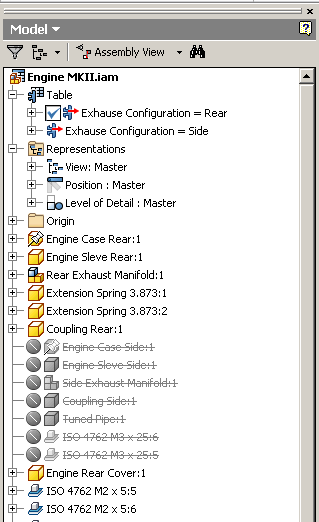 Model
Assembly View
Engine MKII.iam
Table
Exhause Configuration = Rear
Exhause Configuration = Side
Representations
View: Master
Position : Master
Level of Detail : Master
Origin
Engine Case Rear:1
Engine Sleve Rear:1
Rear Exhaust Manifold:1
Extension Spring 3.873:1
Extension Spring 3.873:2
Coupling Rear:1
Engine Case Side:1
Engine Sleve Side:1
Side Exhaust Manifold:1
Coupling Side:1
Tuned Pipe:1
ISO 4762 M3 x 25:6
ISO 4762 M3 x 25:5
Engine Rear Cover:1
ISO 4762 M2 x 5:5
ISO 4762 M2 x 5:6